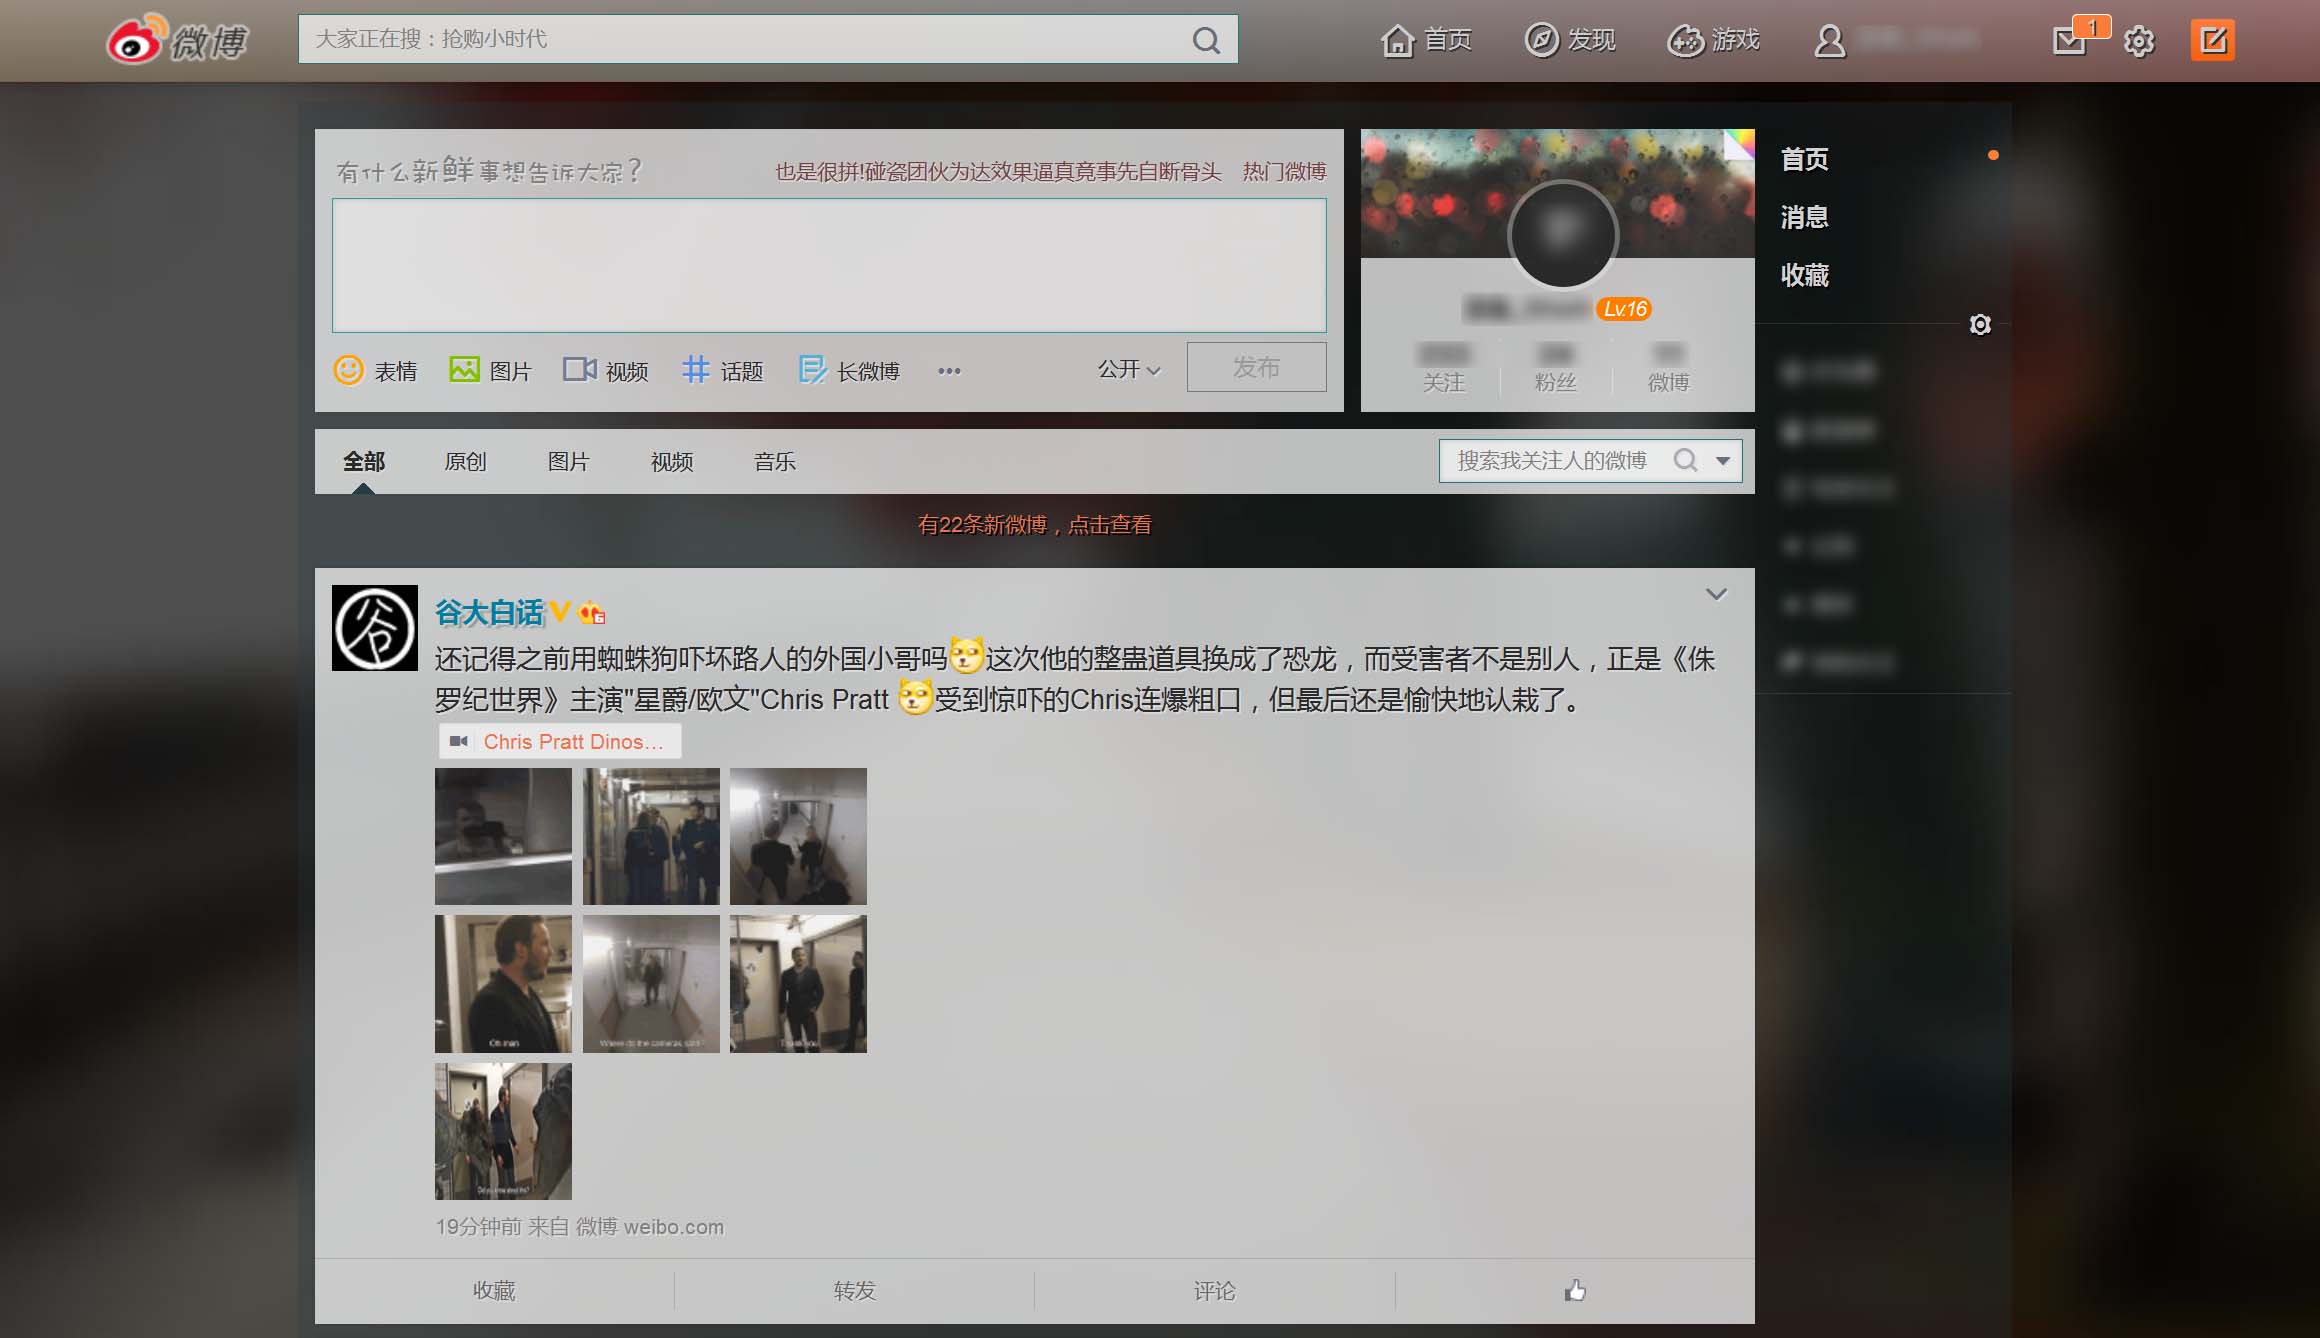 微博
大家正在搜：抢购小时代
首页
发现
游戏
1
有什么新鲜事想告诉大家?
也是很拼!碰瓷团伙为达效果逼真竟事先自断骨头 热门微博
表情
图片
视频
话题
长微博
公开
发布
Lv.16
关注
粉丝
微博
首页
消息
收藏
全部
原创
图片
视频
音乐
搜索我关注人的微博
有22条新微博，点击查看
谷
谷大白话
还记得之前用蜘蛛狗吓坏路人的外国小哥吗这次他的整蛊道具换成了恐龙，而受害者不是别人，正是《侏
罗纪世界》主演"星爵/欧文"Chris Pratt 受到惊吓的Chris连爆粗口，但最后还是愉快地认栽了。
Chris Pratt Dinos...
Oh man
Where do the cameras start?
Thank you
19分钟前 来自 微博 weibo.com
收藏
转发
评论